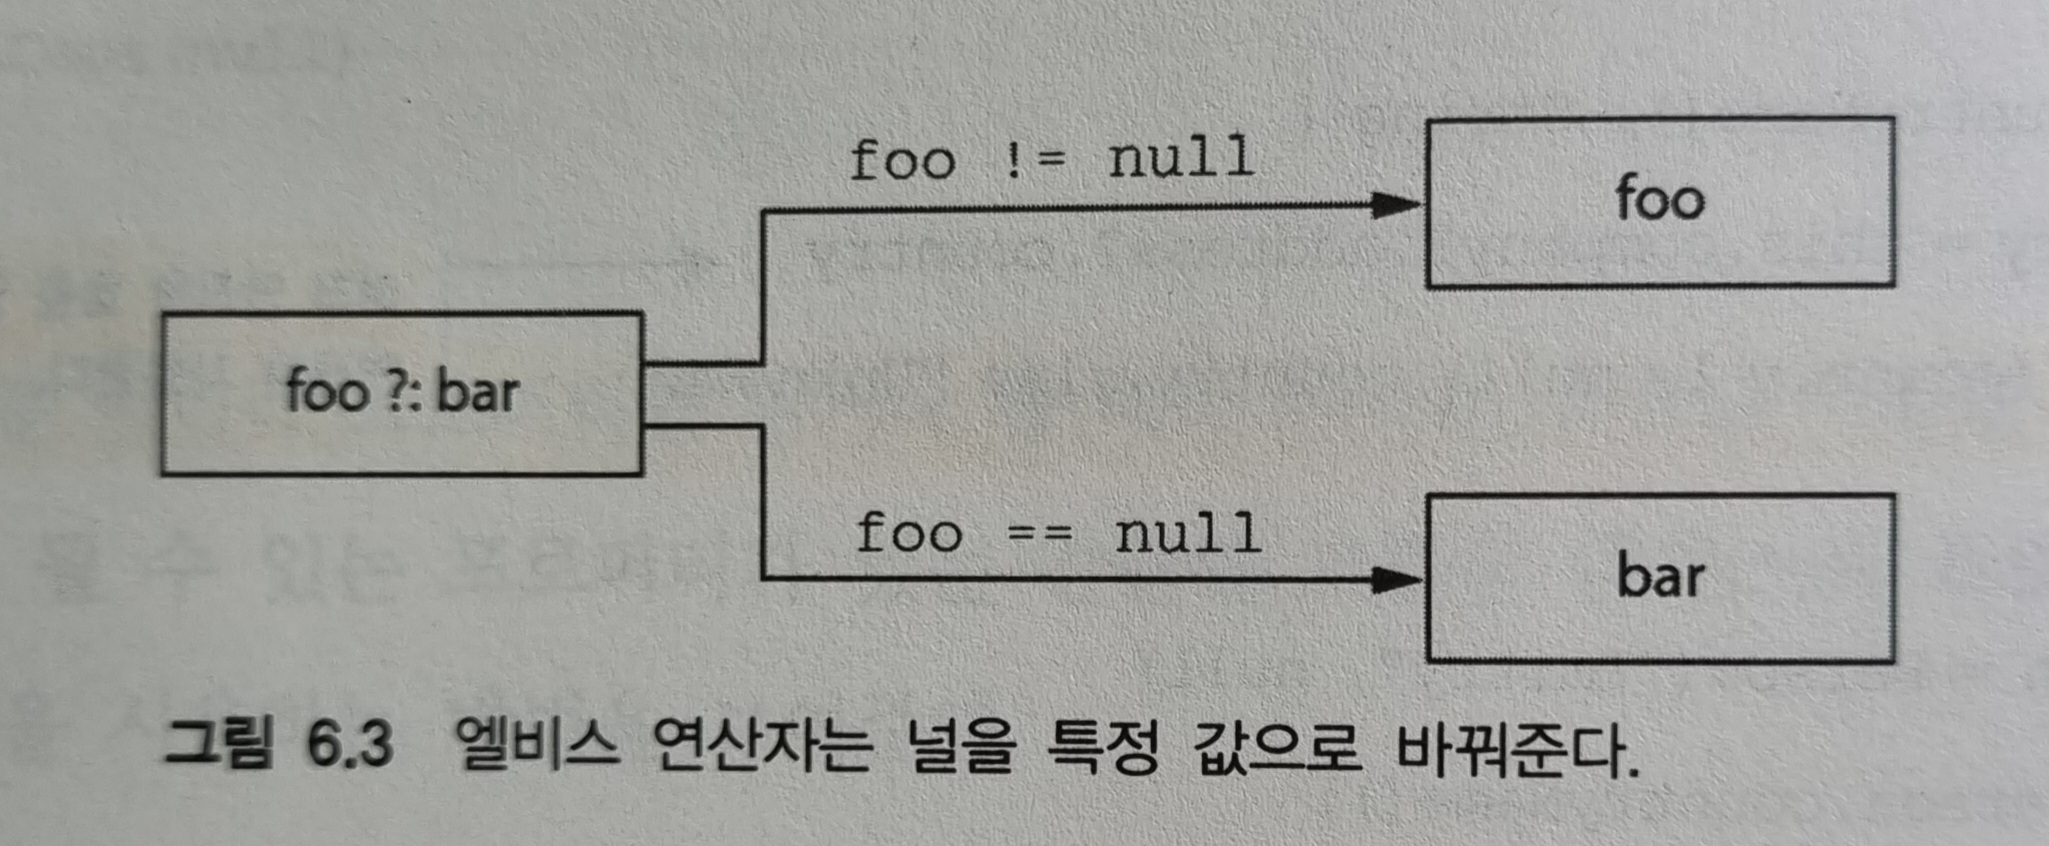 foo != null
foo
foo ?: bar
foo == null
bar
그림 6.3 엘비스 연산자는 널을 특정 값으로 바꿔준다.